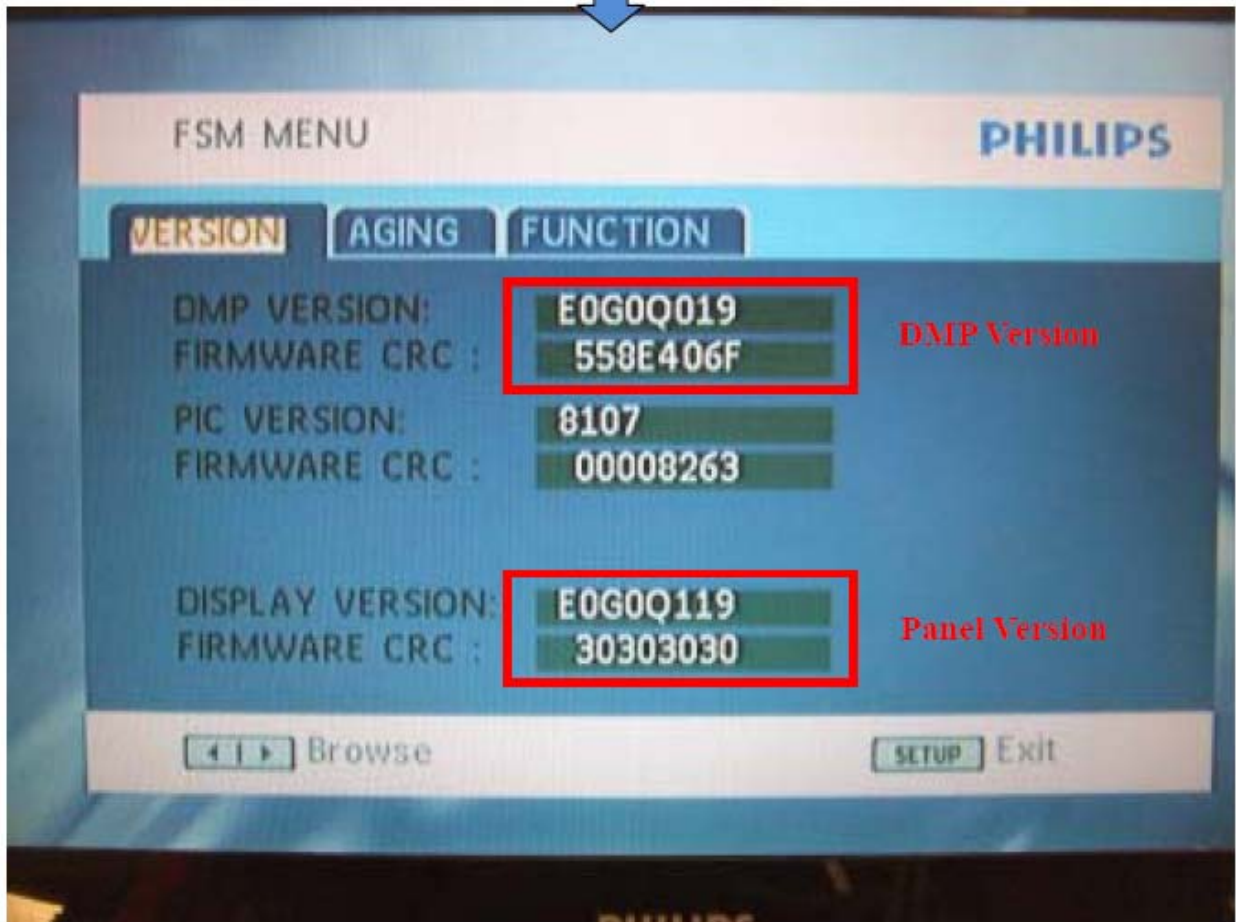 FSM MENU
PHILIPS
VERSION AGING FUNCTION
DMP VERSION: E0G0Q019
FIRMWARE CRC : 558E406F
DMP Version
PIC VERSION: 8107
FIRMWARE CRC : 00008263
DISPLAY VERSION: E0G0Q119
FIRMWARE CRC : 30303030
Panel Version
Browse
SETUP Exit
PHILIPS